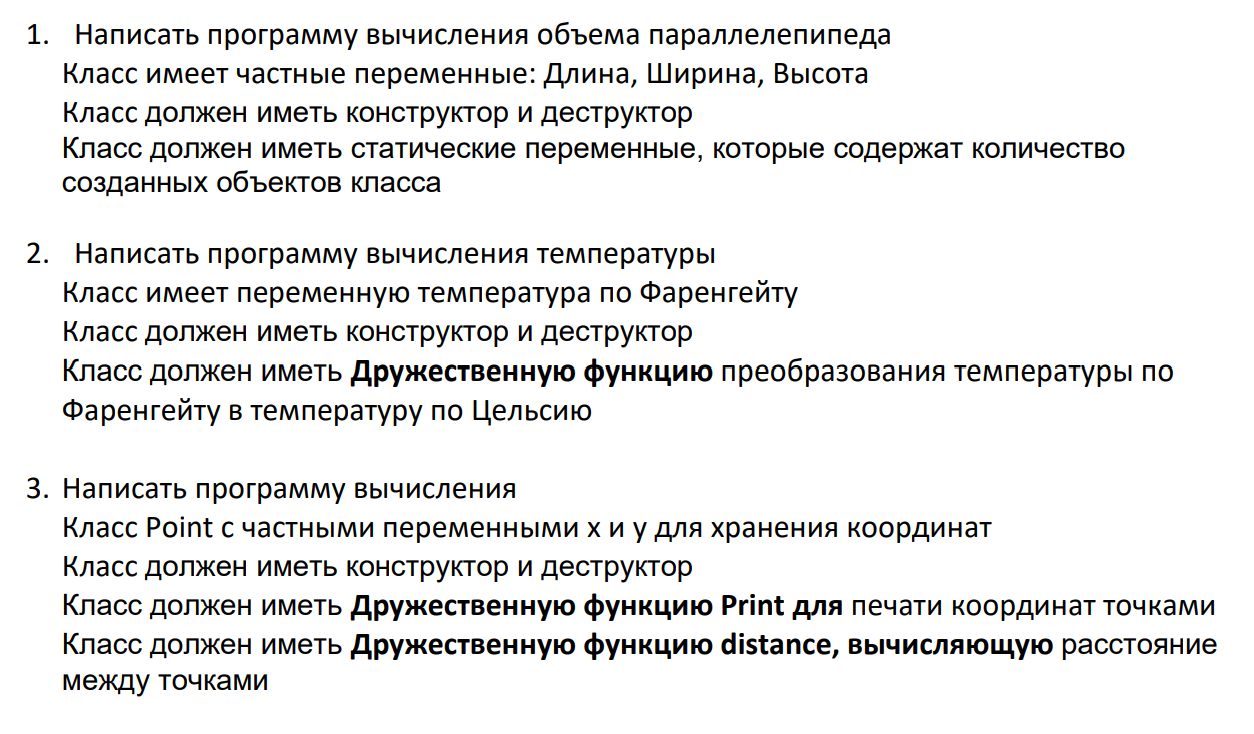 1. Написать программу вычисления объема параллелепипеда
Класс имеет частные переменные: Длина, Ширина, Высота
Класс должен иметь конструктор и деструктор
Класс должен иметь статические переменные, которые содержат количество
созданных объектов класса
2. Написать программу вычисления температуры
Класс имеет переменную температура по Фаренгейту
Класс должен иметь конструктор и деструктор
Класс должен иметь Дружественную функцию преобразования температуры по
Фаренгейту в температуру по Цельсию
3. Написать программу вычисления
Класс Point с частными переменными x и y для хранения координат
Класс должен иметь конструктор и деструктор
Класс должен иметь Дружественную функцию Print для печати координат точками
Класс должен иметь Дружественную функцию distance, вычисляющую расстояние
между точками